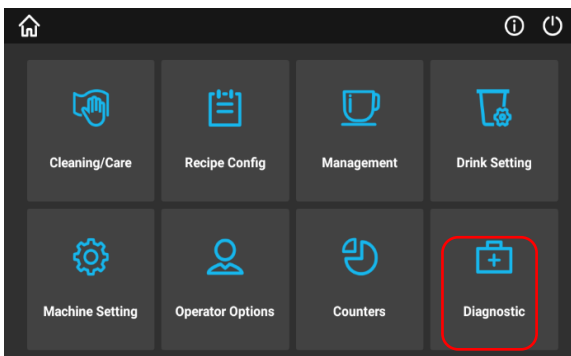 Cleaning/Care
Recipe Config
Management
Drink Setting
Machine Setting
Operator Options
Counters
Diagnostic